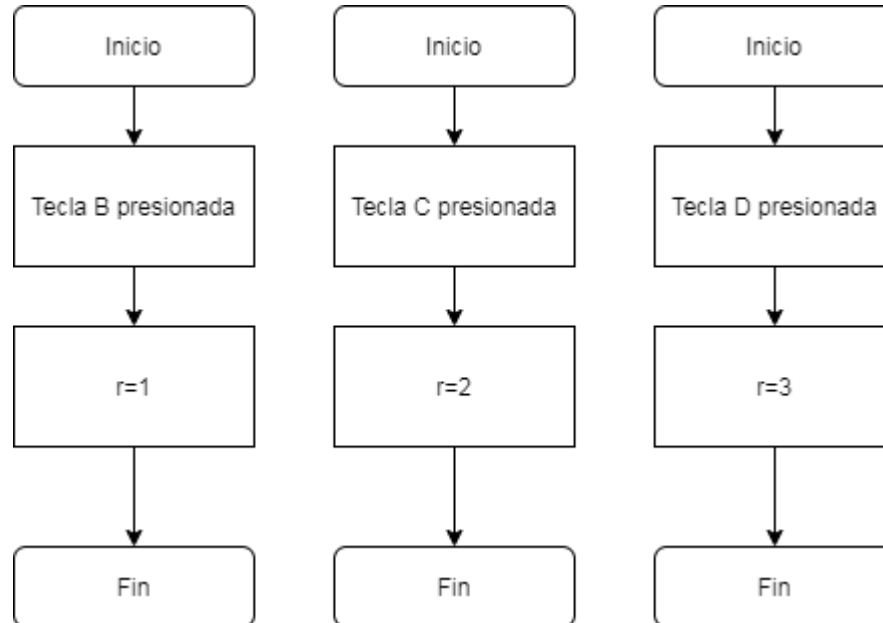 Inicio
Inicio
Inicio
Tecla B presionada
Tecla C presionada
Tecla D presionada
r=1
r=2
r=3
Fin
Fin
Fin